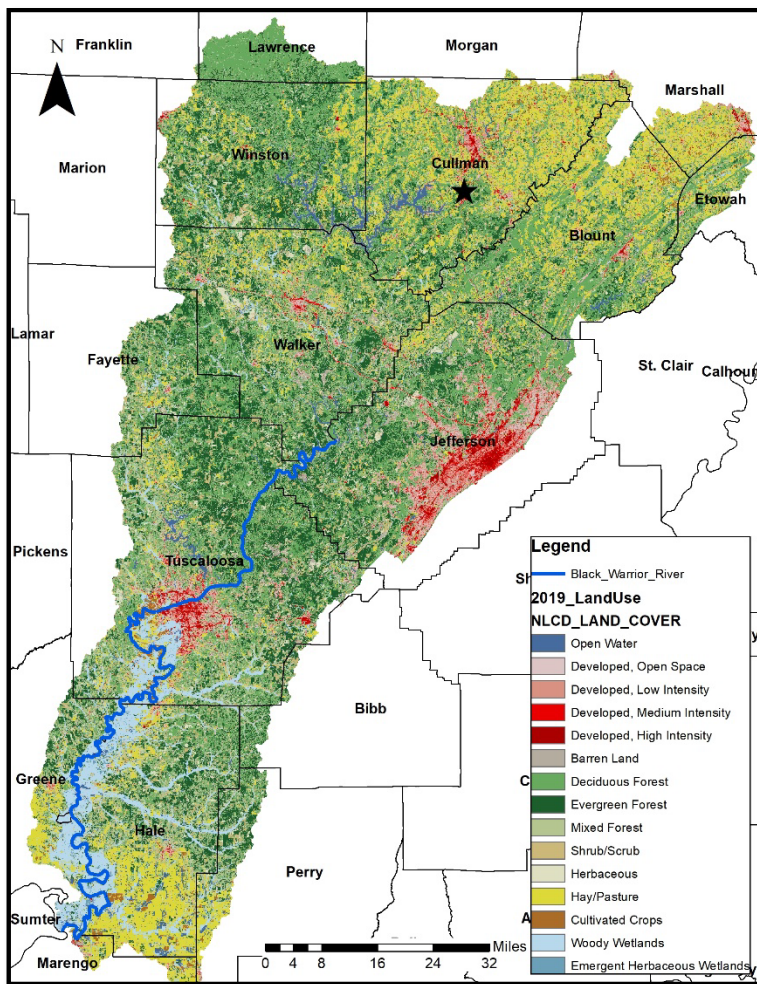 Franklin
Lawrence
Morgan
N
Marshall
Marion
Winston
Cullman
Etowah
Blount
Lamar
Fayette
Walker
St. Clair
Calhoun
Jefferson
Pickens
Tuscaloosa
Bibb
Greene
Hale
Perry
Sumter
Marengo
Legend
Black_Warrior_River
2019_LandUse
NLCD_LAND_COVER
Open Water
Developed, Open Space
Developed, Low Intensity
Developed, Medium Intensity
Developed, High Intensity
Barren Land
Deciduous Forest
Evergreen Forest
Mixed Forest
Shrub/Scrub
Herbaceous
Hay/Pasture
Cultivated Crops
Woody Wetlands
Emergent Herbaceous Wetlands
Miles
0 4 8 16 24 32